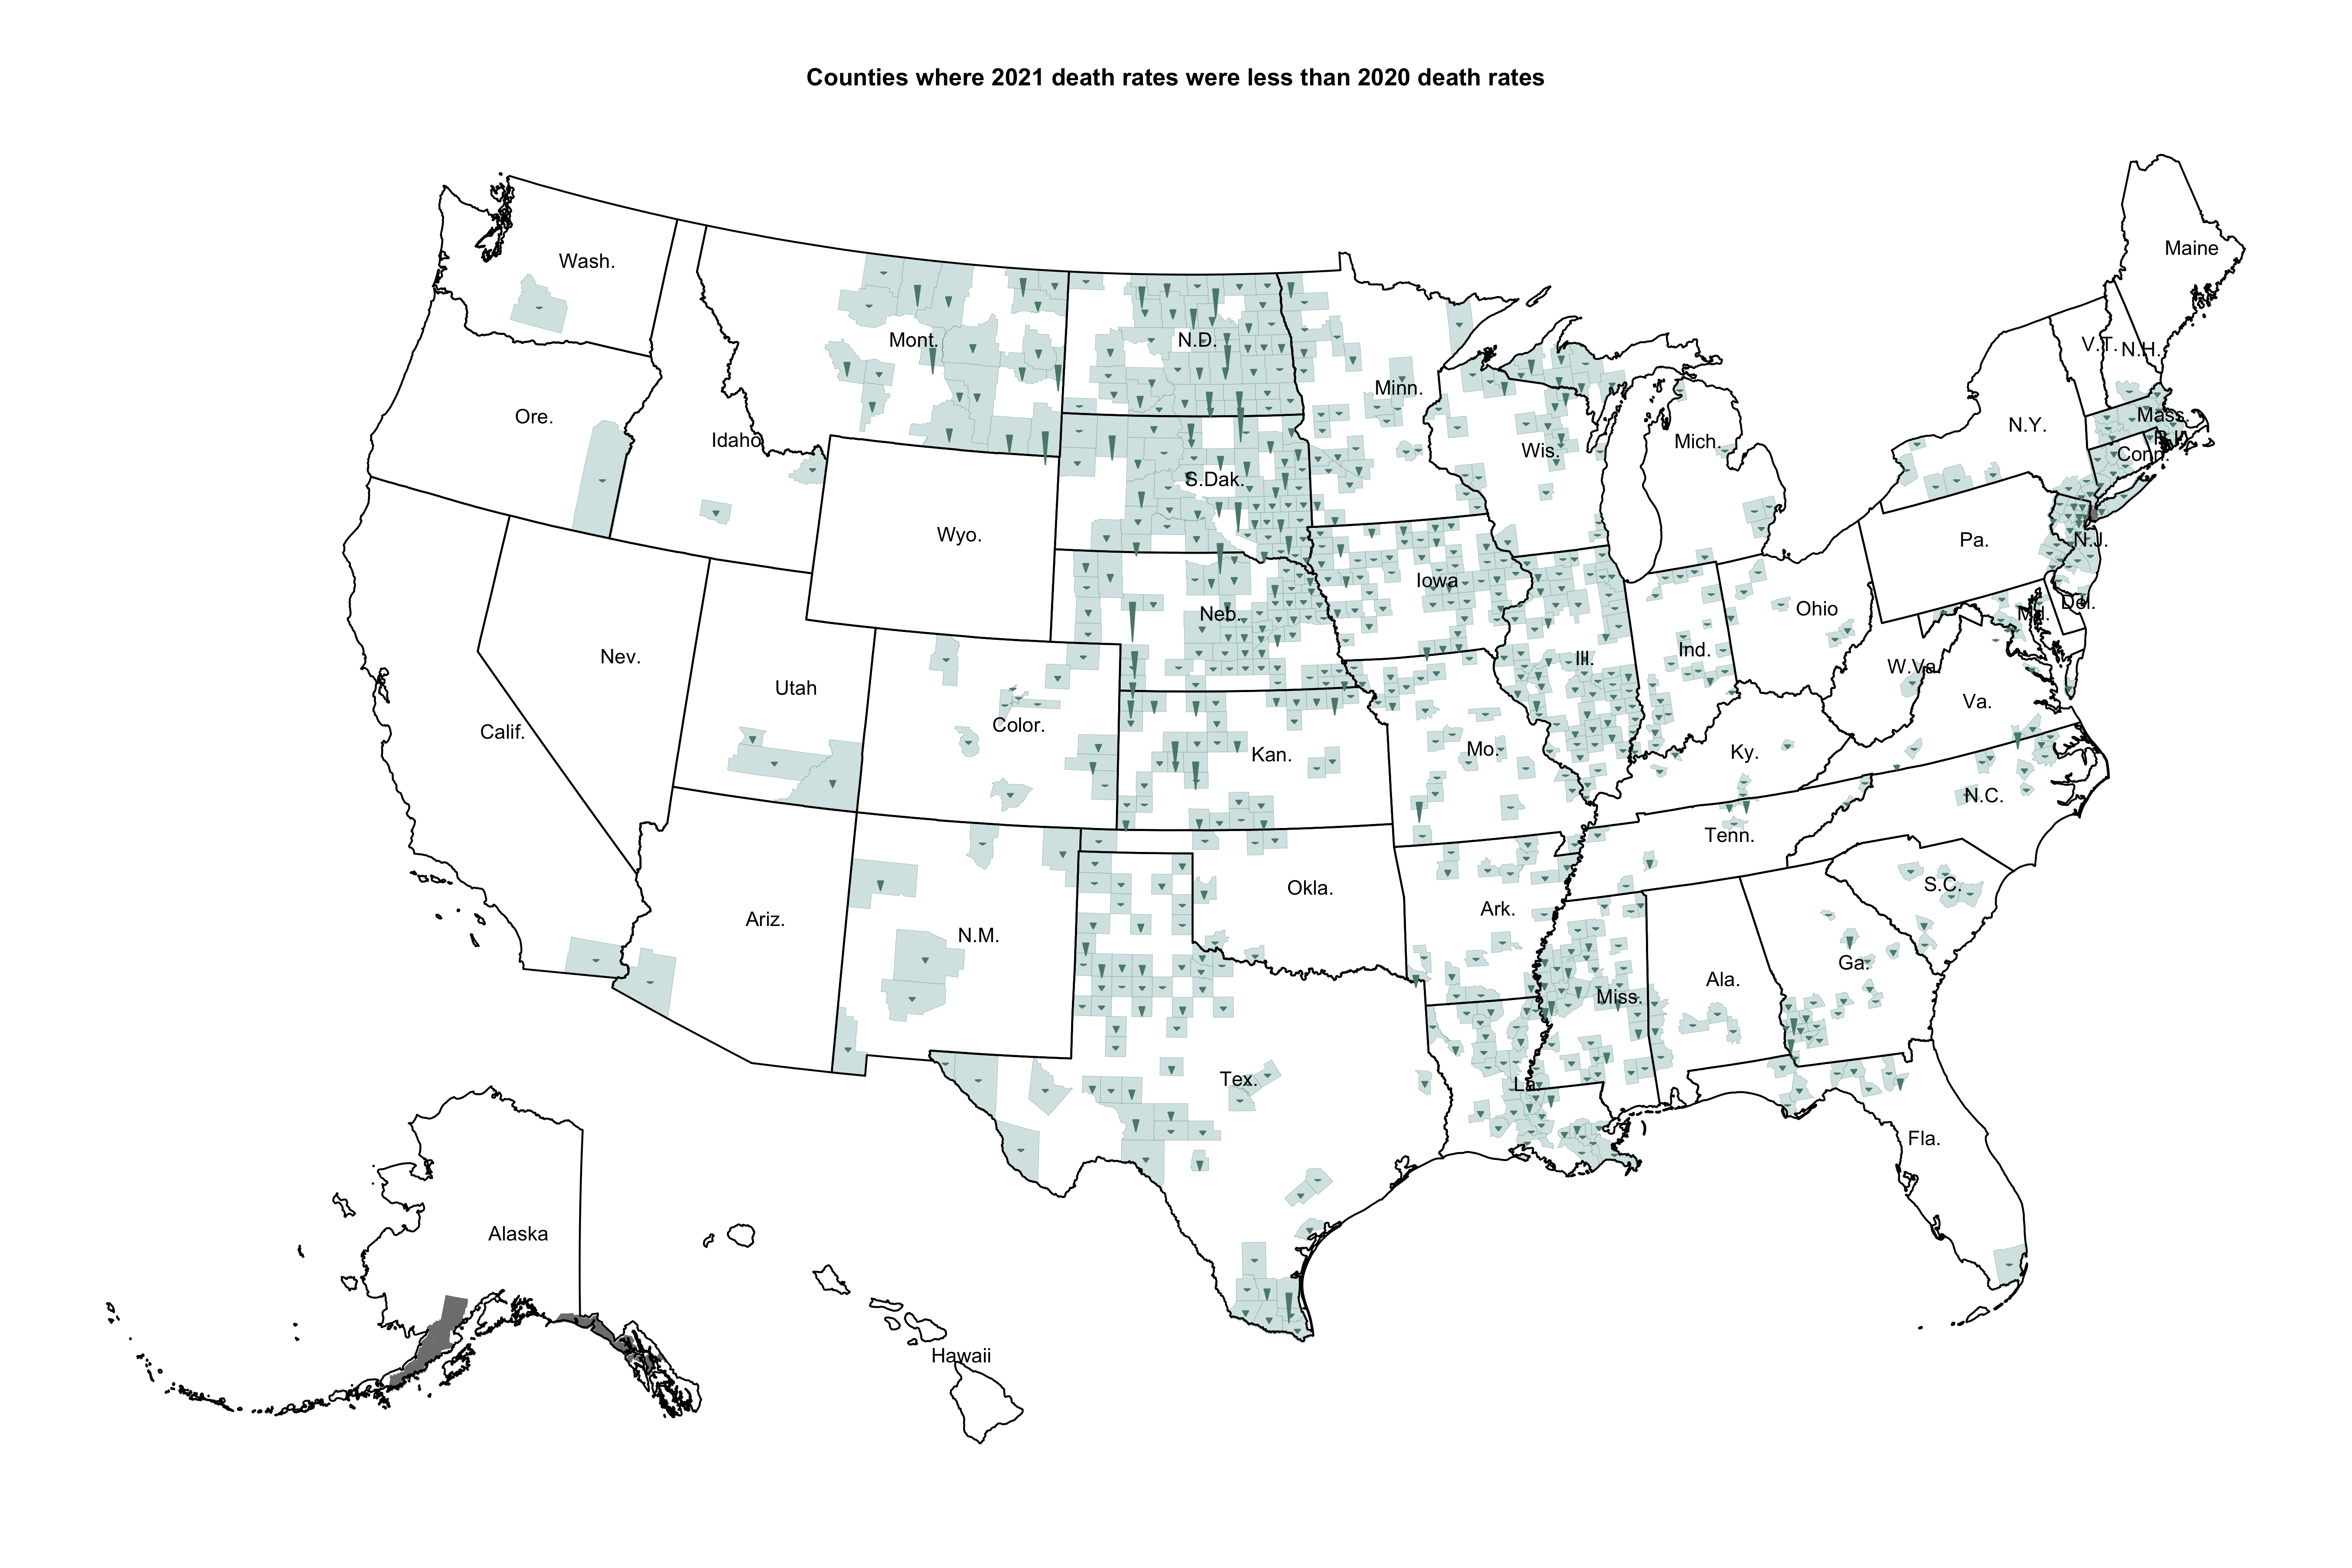 Counties where 2021 death rates were less than 2020 death rates
Maine
Wash.
Mont.
N.D.
V.T.
N.H.
Minn.
Ore.
Idaho
Mass.
N.Y.
R.I.
Wis.
Mich.
Conn.
S.Dak.
Wyo.
Pa.
N.J.
Iowa
Neb.
Ohio
Md.
Del.
Nev.
Ill.
Ind.
W.Va.
Utah
Va.
Calif.
Color.
Kan.
Mo.
Ky.
N.C.
Tenn.
Okla.
S.C.
Ariz.
Ark.
N.M.
Ga.
Ala.
Miss.
Tex.
La.
Fla.
Alaska
Hawaii